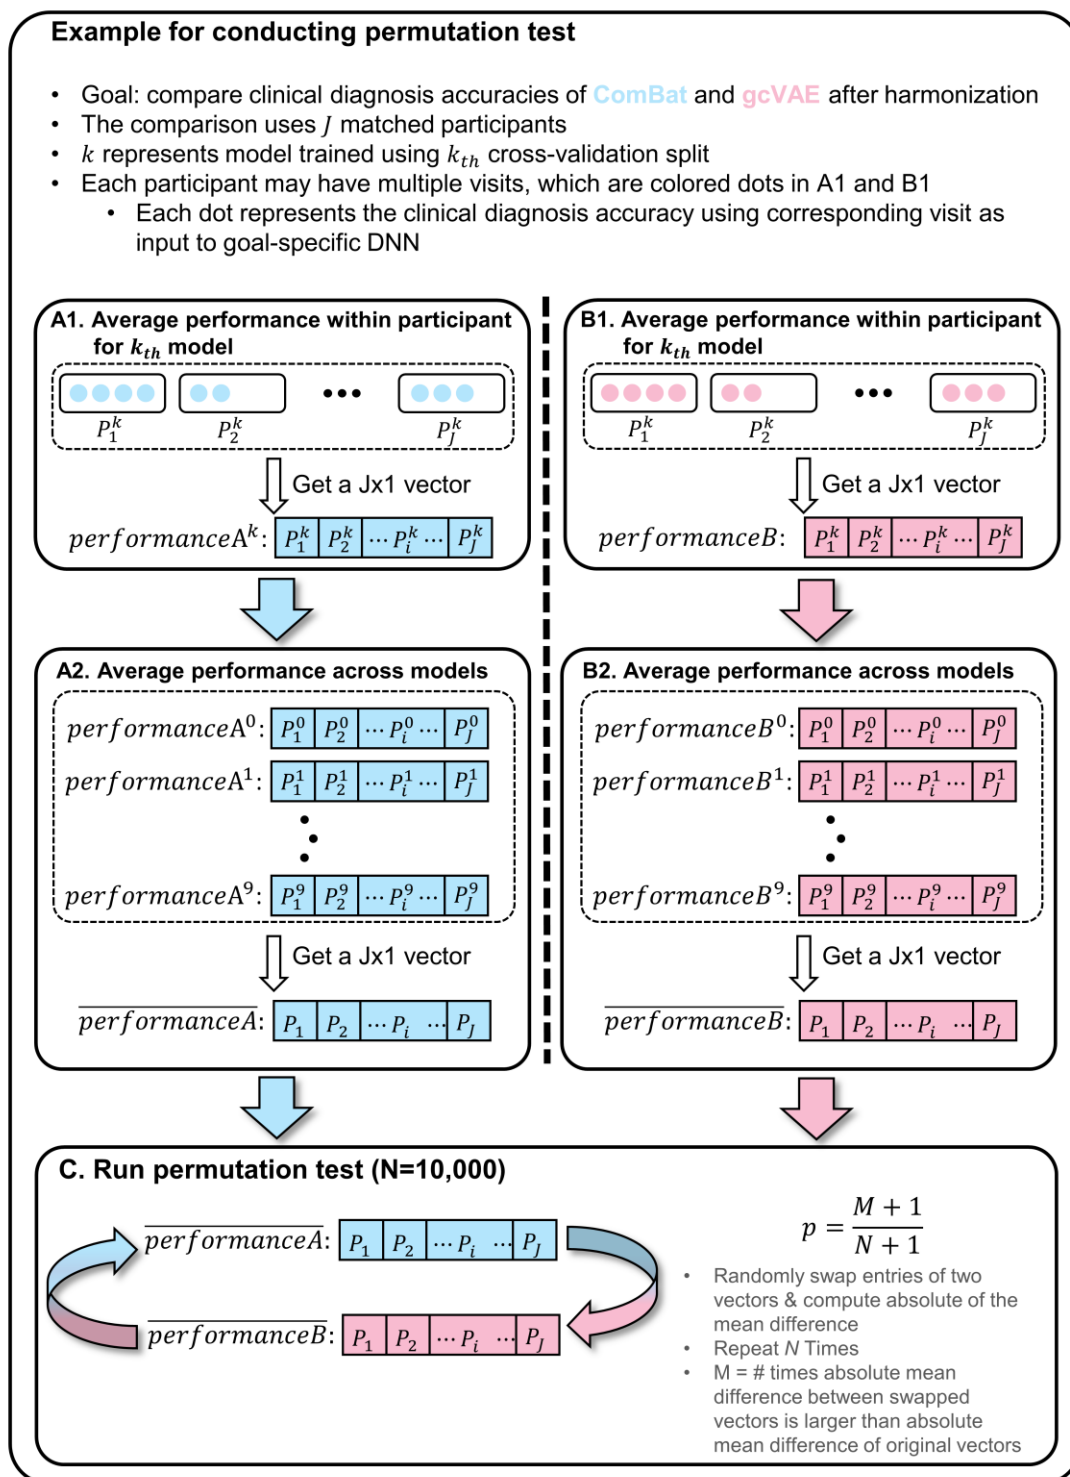 Example for conducting permutation test
• Goal: compare clinical diagnosis accuracies of ComBat and gcVAE after harmonization
• The comparison uses J matched participants
• k represents model trained using k_th cross-validation split
• Each participant may have multiple visits, which are colored dots in A1 and B1
• Each dot represents the clinical diagnosis accuracy using corresponding visit as
input to goal-specific DNN
A1. Average performance within participant
for k_th model
P_1^k P_2^k ••• P_J^k
Get a Jx1 vector
performanceA^k: P_1^k P_2^k ⋯ P_i^k ⋯ P_J^k
B1. Average performance within participant
for k_th model
P_1^k P_2^k ••• P_J^k
Get a Jx1 vector
performanceB: P_1^k P_2^k ⋯ P_i^k ⋯ P_J^k
A2. Average performance across models
performanceA^0: P_1^0 P_2^0 ⋯ P_i^0 ⋯ P_J^0
performanceA^1: P_1^1 P_2^1 ⋯ P_i^1 ⋯ P_J^1
performanceA^9: P_1^9 P_2^9 ⋯ P_i^9 ⋯ P_J^9
Get a Jx1 vector
\overline{performanceA}: P_1 P_2 ⋯ P_i ⋯ P_J
B2. Average performance across models
performanceB^0: P_1^0 P_2^0 ⋯ P_i^0 ⋯ P_J^0
performanceB^1: P_1^1 P_2^1 ⋯ P_i^1 ⋯ P_J^1
performanceB^9: P_1^9 P_2^9 ⋯ P_i^9 ⋯ P_J^9
Get a Jx1 vector
\overline{performanceB}: P_1 P_2 ⋯ P_i ⋯ P_J
C. Run permutation test (N=10,000)
\overline{performanceA}: P_1 P_2 ⋯ P_i ⋯ P_J
\overline{performanceB}: P_1 P_2 ⋯ P_i ⋯ P_J
p = \frac{M + 1}{N + 1}
• Randomly swap entries of two
vectors & compute absolute of the
mean difference
• Repeat N Times
• M = # times absolute mean
difference between swapped
vectors is larger than absolute
mean difference of original vectors